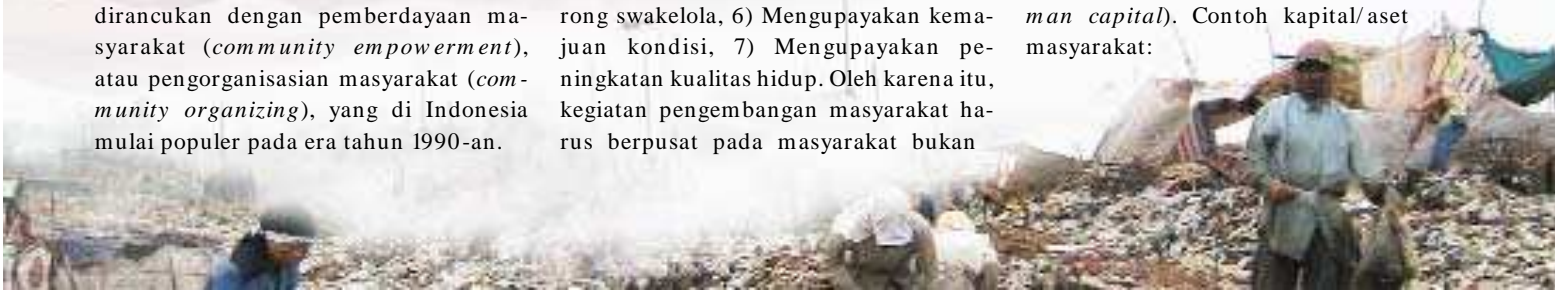 dirancukan dengan pemberdayaan ma-
syarakat (community empowerment),
atau pengorganisasian masyarakat (com-
munity organizing), yang di Indonesia
mulai populer pada era tahun 1990-an.
rong swakelola, 6) Mengupayakan kema-
juan kondisi, 7) Mengupayakan pe-
ningkatan kualitas hidup. Oleh karena itu,
kegiatan pengembangan masyarakat ha-
rus berpusat pada masyarakat bukan
man capital). Contoh kapital/aset
masyarakat: